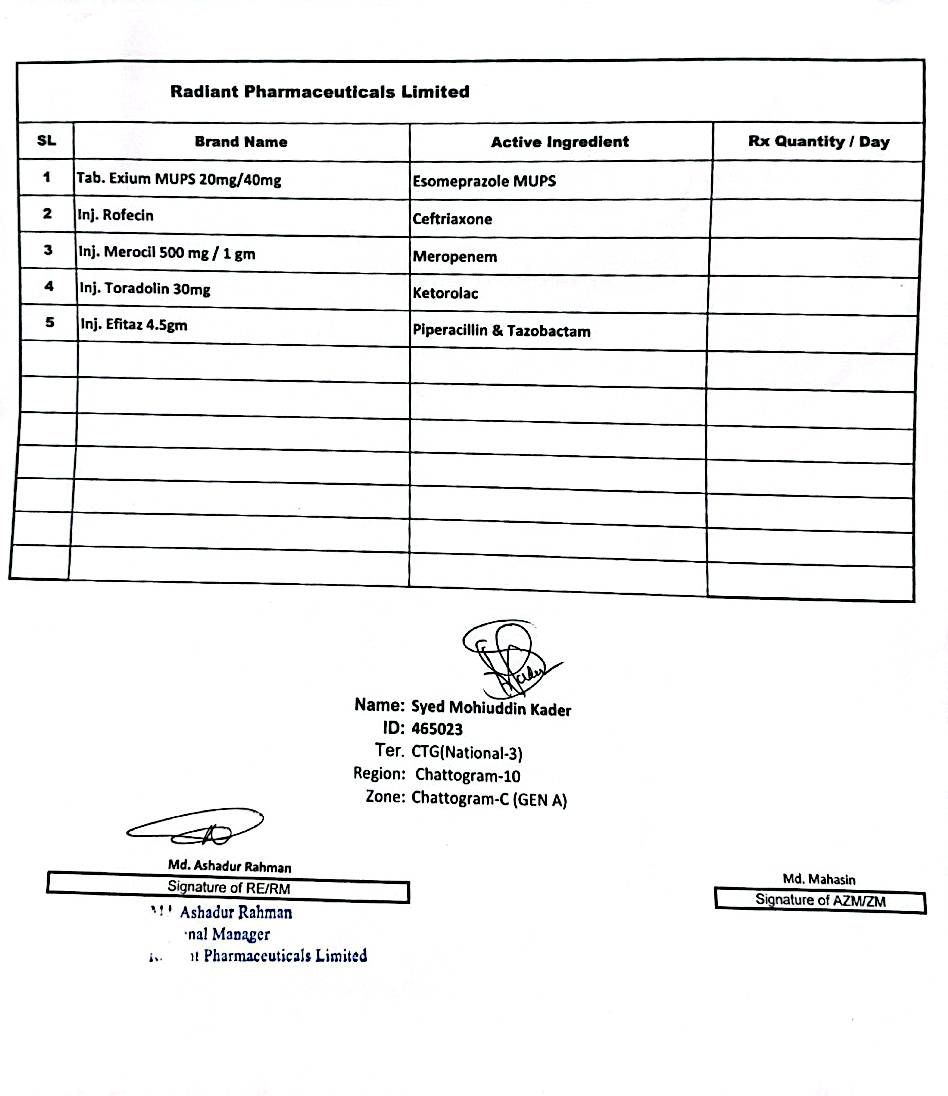 Radiant Pharmaceuticals Limited
SL Brand Name Active Ingredient Rx Quantity / Day
1 Tab. Exium MUPS 20mg/40mg Esomeprazole MUPS
2 Inj. Rofecin Ceftriaxone
3 Inj. Merocil 500 mg / 1 gm Meropenem
4 Inj. Toradolin 30mg Ketorolac
5 Inj. Efitaz 4.5gm Piperacillin & Tazobactam
Kader
Name: Syed Mohiuddin Kader
ID: 465023
Ter. CTG(National-3)
Region: Chattogram-10
Zone: Chattogram-C (GEN A)
Md. Ashadur Rahman
Signature of RE/RM
Ashadur Rahman
nal Manager
t Pharmaceuticals Limited
Md. Mahasin
Signature of AZM/ZM